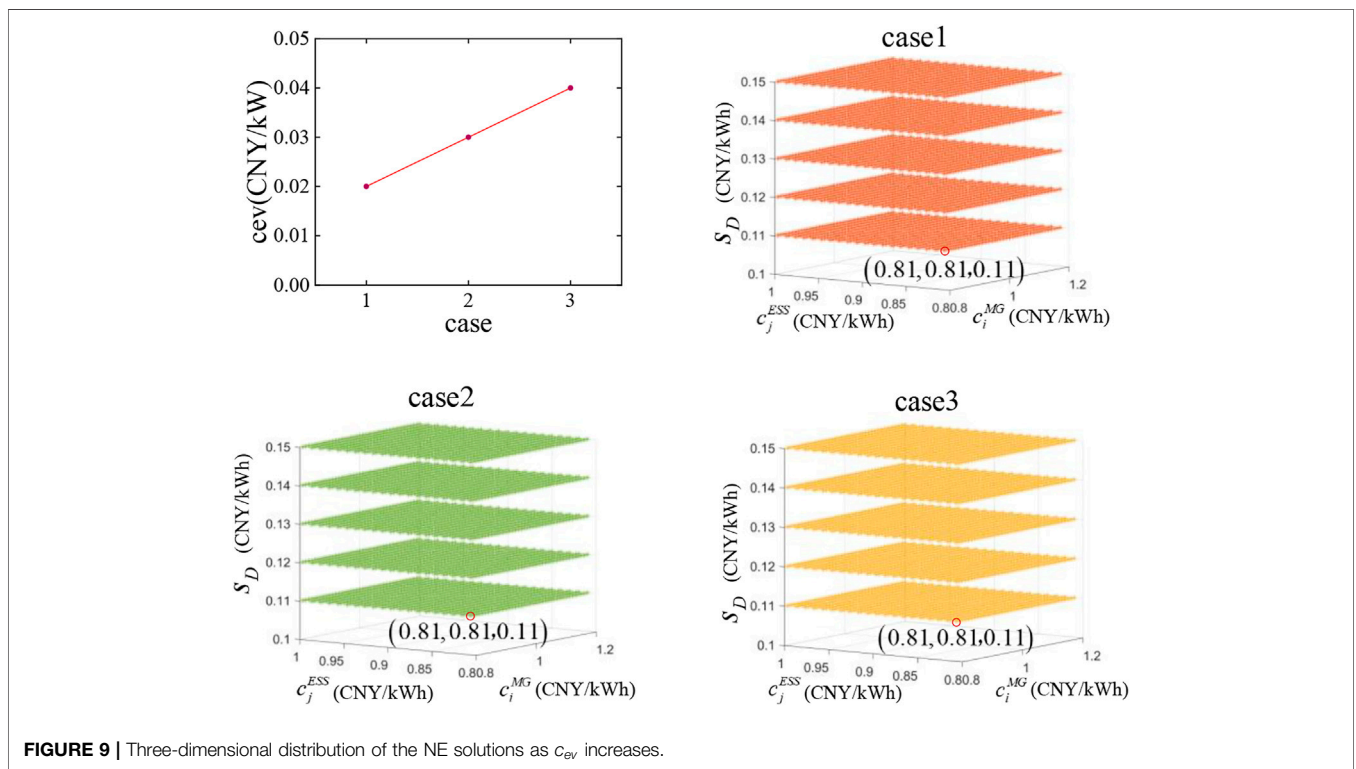 0.05
0.04
0.03
0.02
0.01
0.00
cev(CNY/kW)
1 2 3
case
case1
0.15
0.14
0.13
0.12
0.11
0.1
S_D (CNY/kWh)
(0.81, 0.81, 0.11)
1 0.95 0.9 0.85 0.80.8 1 1.2
c_j^{ESS} (CNY/kWh) c_i^{MG} (CNY/kWh)
case2
0.15
0.14
0.13
0.12
0.11
0.1
S_D (CNY/kWh)
(0.81, 0.81, 0.11)
1 0.95 0.9 0.85 0.80.8 1 1.2
c_j^{ESS} (CNY/kWh) c_i^{MG} (CNY/kWh)
case3
0.15
0.14
0.13
0.12
0.11
0.1
S_D (CNY/kWh)
(0.81, 0.81, 0.11)
1 0.95 0.9 0.85 0.80.8 1 1.2
c_j^{ESS} (CNY/kWh) c_i^{MG} (CNY/kWh)
FIGURE 9 | Three-dimensional distribution of the NE solutions as c_{ev} increases.